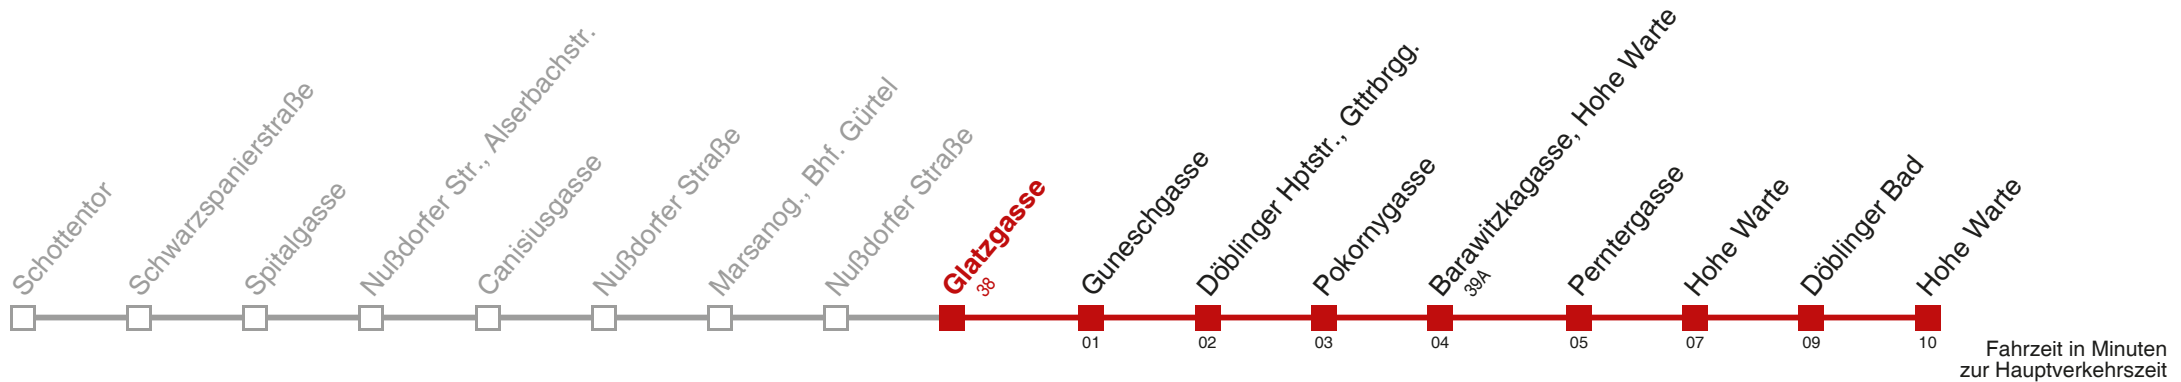 Schottentor
Schwarzspanierstraße
Spitalgasse
Nußdorfer Str., Alserbachstr.
Canisiusgasse
Nußdorfer Straße
Marsanog., Bhf. Gürtel
Nußdorfer Straße
Glatzgasse
38
Guneschgasse
Döblinger Hptstr., Gttrbrgg.
Pokornygasse
Barawitzkagasse, Hohe Warte
39A
Perntergasse
Hohe Warte
Döblinger Bad
Hohe Warte
01
02
03
04
05
07
09
10
Fahrzeit in Minuten
zur Hauptverkehrszeit